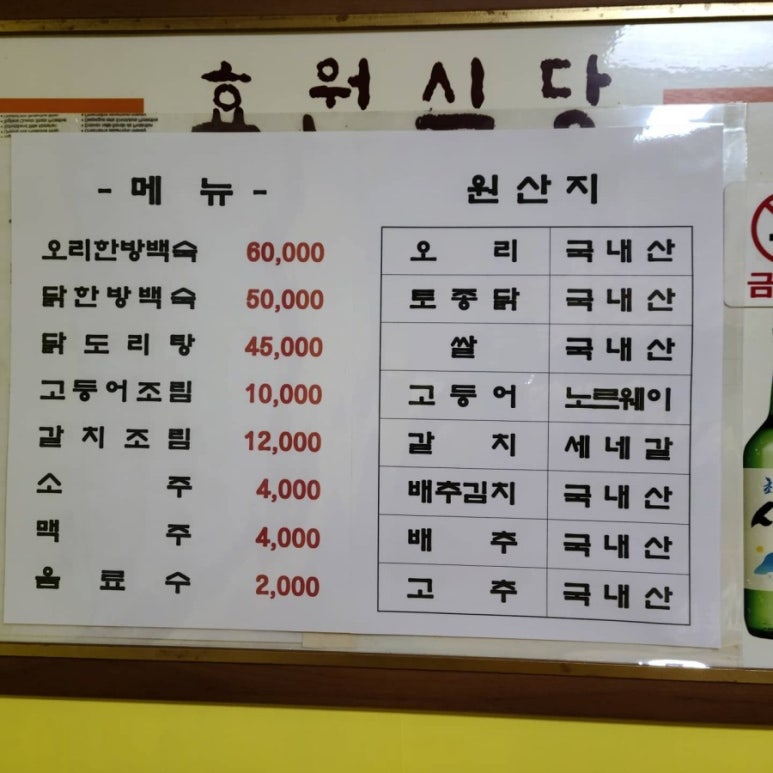 효원식당
- 메 뉴 -
오리한방백숙 60,000
닭한방백숙 50,000
닭도리탕 45,000
고등어조림 10,000
갈치조림 12,000
소주 4,000
맥주 4,000
음료수 2,000
원산지
오리 국내산
토종닭 국내산
쌀 국내산
고등어 노르웨이
갈치 세네갈
배추김치 국내산
배추 국내산
고추 국내산
금